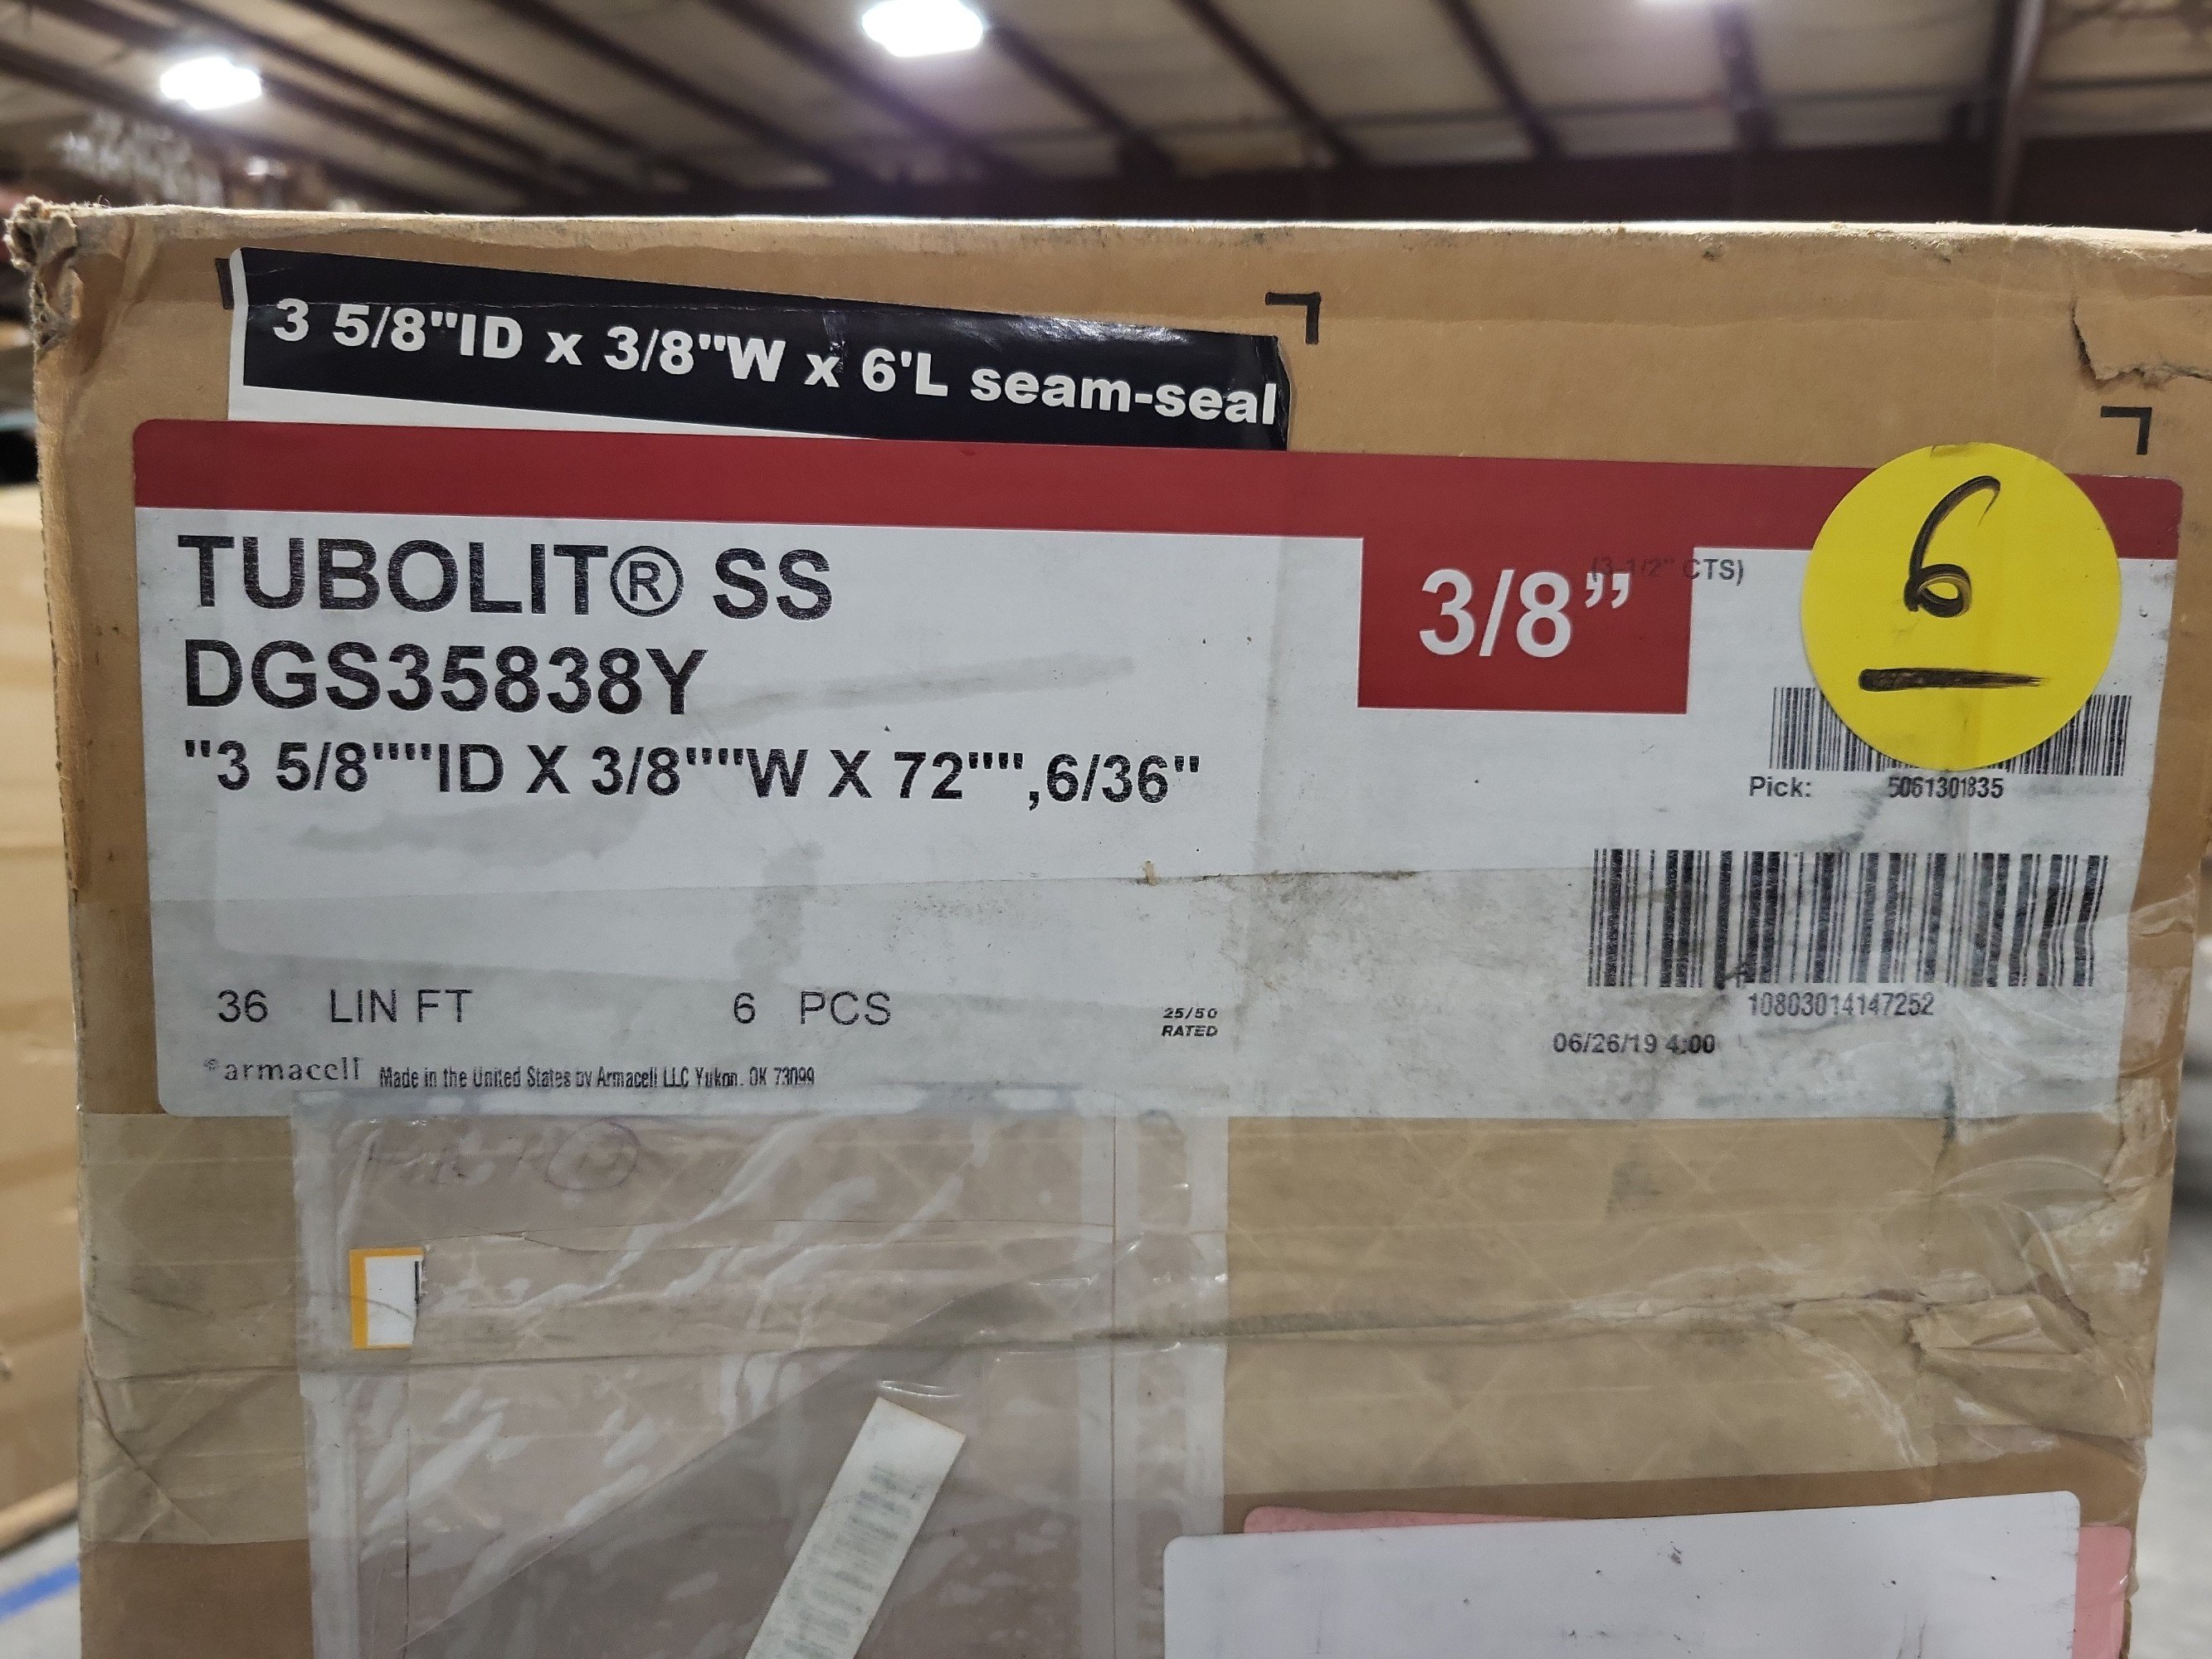 3 5/8"ID x 3/8"W x 6'L seam-seal
TUBOLIT® SS
DGS35838Y
"3 5/8""ID X 3/8""W X 72"",6/36"
3/8”
(3-1/2" CTS)
6
Pick: 5061301835
10803014147252
06/26/19 4:00
36 LIN FT 6 PCS
25/50
RATED
armacell Made in the United States by Armacell LLC Yukon, OK 73099